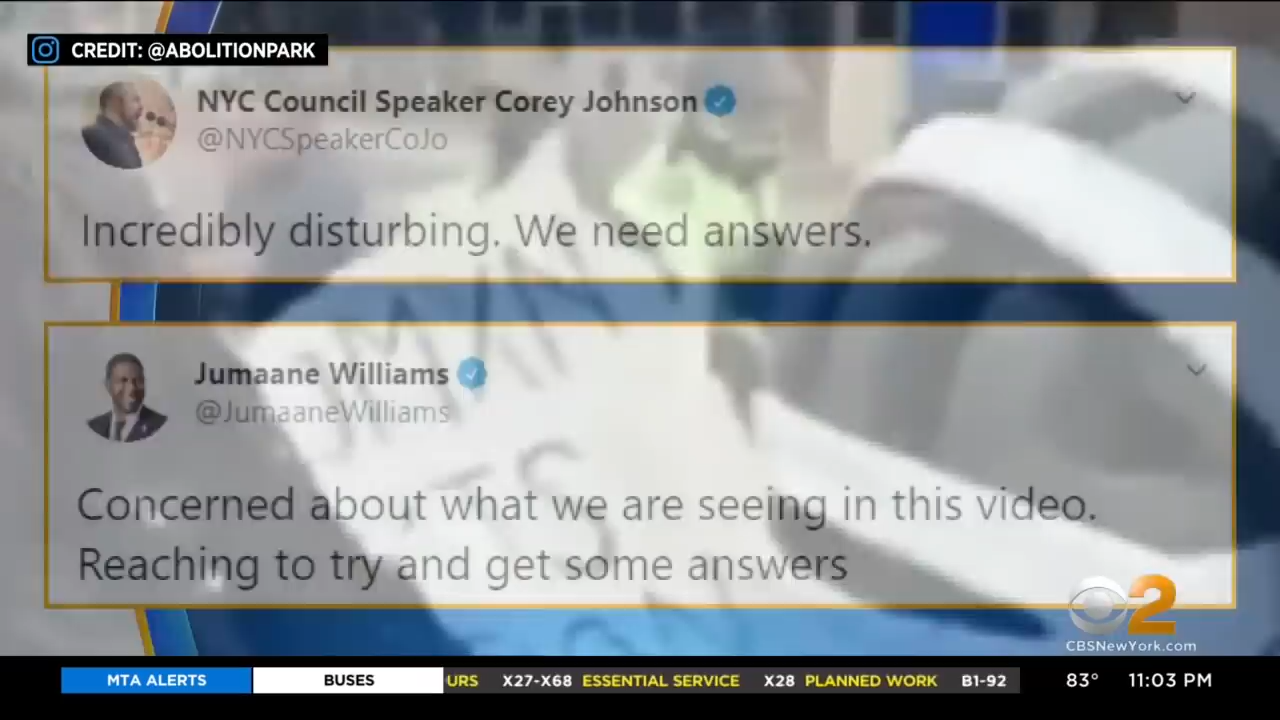 CREDIT: @ABOLITIONPARK
NYC Council Speaker Corey Johnson
@NYCSpeakerCoJo
Incredibly disturbing. We need answers.
Jumaane Williams
@JumaaneWilliams
Concerned about what we are seeing in this video.
Reaching to try and get some answers
2
CBSNewYork.com
MTA ALERTS BUSES URS X27-X68 ESSENTIAL SERVICE X28 PLANNED WORK B1-92 83° 11:03 PM